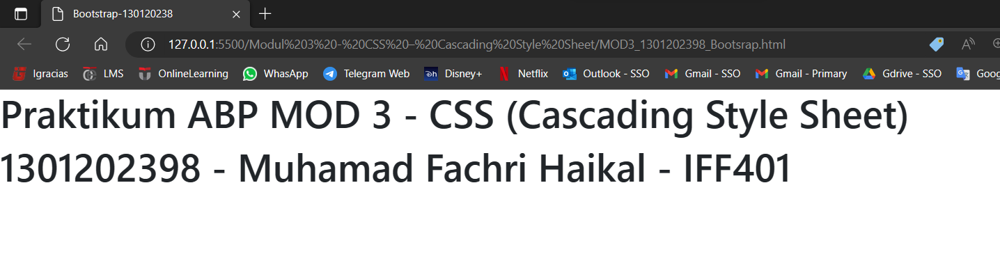 Bootstrap-130120238
127.0.0.1:5500/Modul%203%20-%20CSS%20–%20Cascading%20Style%20Sheet/MOD3_1301202398_Bootsrap.html
Igracias LMS OnlineLearning WhasApp Telegram Web Disney+ Netflix Outlook - SSO Gmail - SSO Gmail - Primary Gdrive - SSO Goog
Praktikum ABP MOD 3 - CSS (Cascading Style Sheet)
1301202398 - Muhamad Fachri Haikal - IFF401